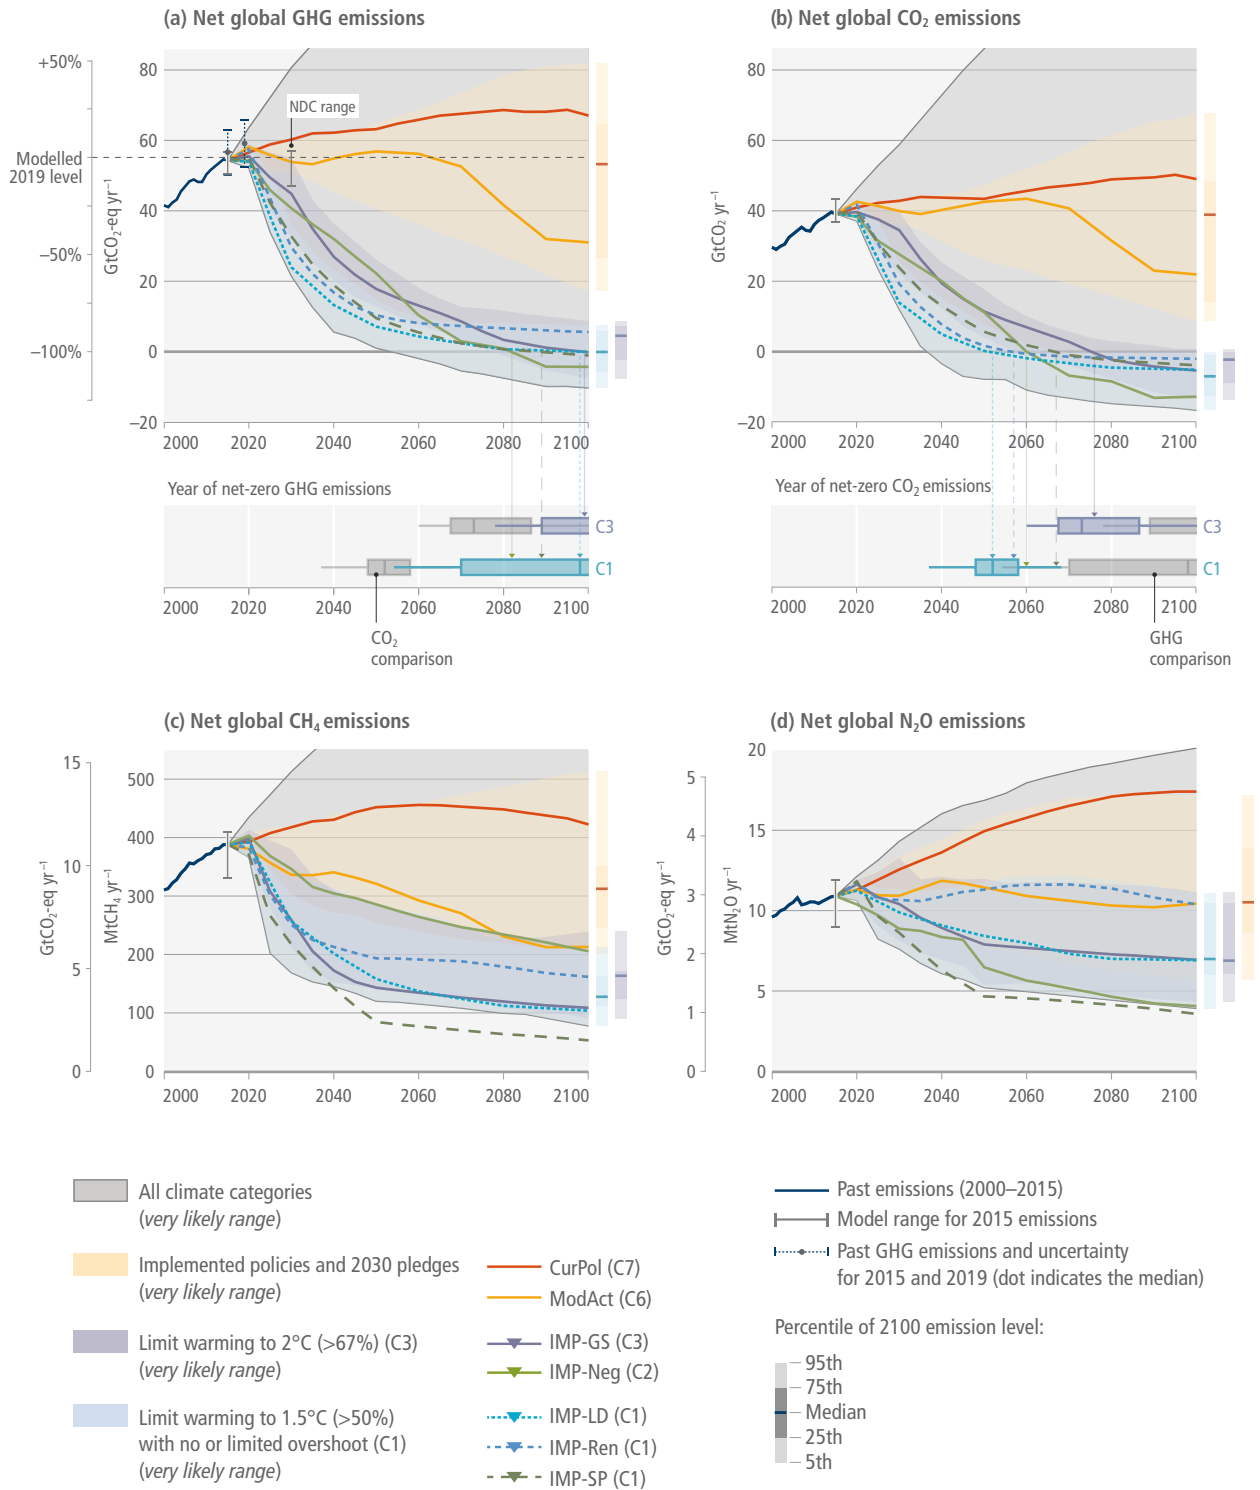 (a) Net global GHG emissions
+50%
Modelled
2019 level
−50%
−100%
GtCO2-eq yr−1
80
60
40
20
0
−20
NDC range
2000 2020 2040 2060 2080 2100
Year of net-zero GHG emissions
C3
C1
2000 2020 2040 2060 2080 2100
CO2
comparison
(b) Net global CO2 emissions
GtCO2 yr−1
80
60
40
20
0
−20
2000 2020 2040 2060 2080 2100
Year of net-zero CO2 emissions
C3
C1
2000 2020 2040 2060 2080 2100
GHG
comparison
(c) Net global CH4 emissions
15
10
5
0
GtCO2-eq yr−1
MtCH4 yr−1
500
400
300
200
100
0
2000 2020 2040 2060 2080 2100
(d) Net global N2O emissions
5
4
3
2
1
0
GtCO2-eq yr−1
MtN2O yr−1
20
15
10
5
0
2000 2020 2040 2060 2080 2100
All climate categories
(very likely range)
Implemented policies and 2030 pledges
(very likely range)
Limit warming to 2°C (>67%) (C3)
(very likely range)
Limit warming to 1.5°C (>50%)
with no or limited overshoot (C1)
(very likely range)
CurPol (C7)
ModAct (C6)
IMP-GS (C3)
IMP-Neg (C2)
IMP-LD (C1)
IMP-Ren (C1)
IMP-SP (C1)
Past emissions (2000–2015)
Model range for 2015 emissions
Past GHG emissions and uncertainty
for 2015 and 2019 (dot indicates the median)
Percentile of 2100 emission level:
95th
75th
Median
25th
5th